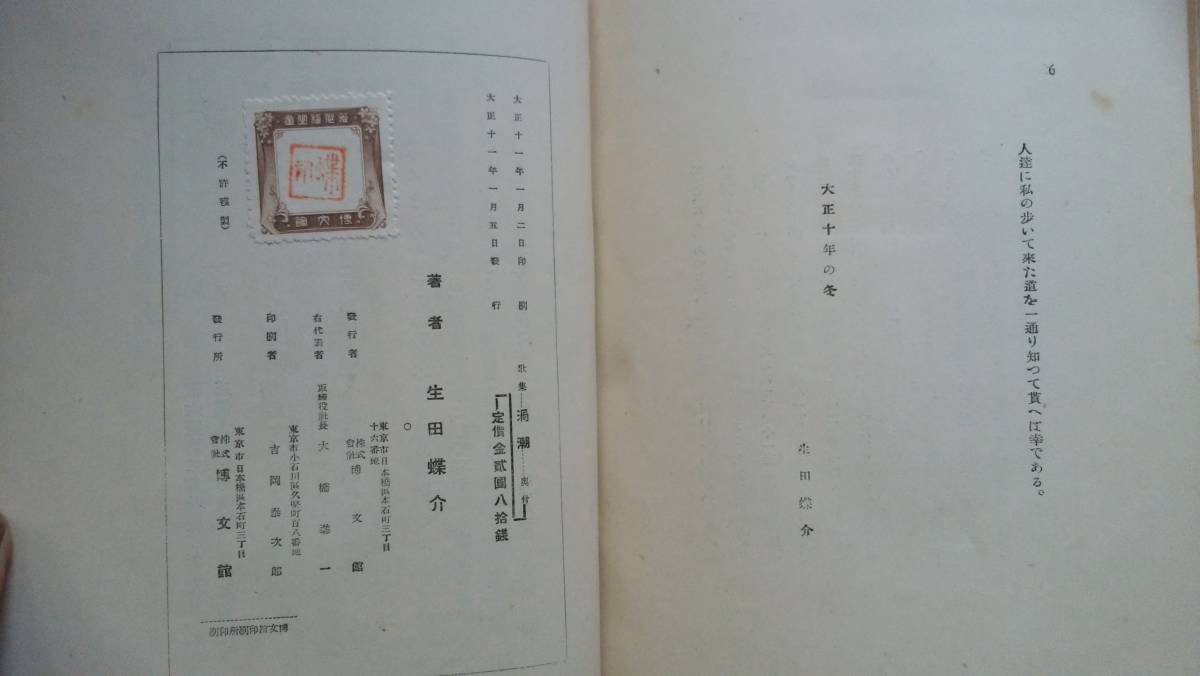 6
人達に私の歩いて來た道を一通り知つて貰へば幸である。
大正十年の冬
生田蝶介
大正十一年一月二日印刷
大正十一年一月五日發行
歌集……渦潮……奥付
定價金貳圓八拾錢
著者 生田蝶介
東京市日本橋區本石町三丁目十六番地
發行者 株式會社 博文館
右代表者 取締役社長 大橋進一
東京市小石川區久堅町百八番地
印刷者 吉岡泰次郎
東京市日本橋區本石町三丁目
發行所 株式會社 博文館
(不許複製)
博文館
博文館印刷所印刷